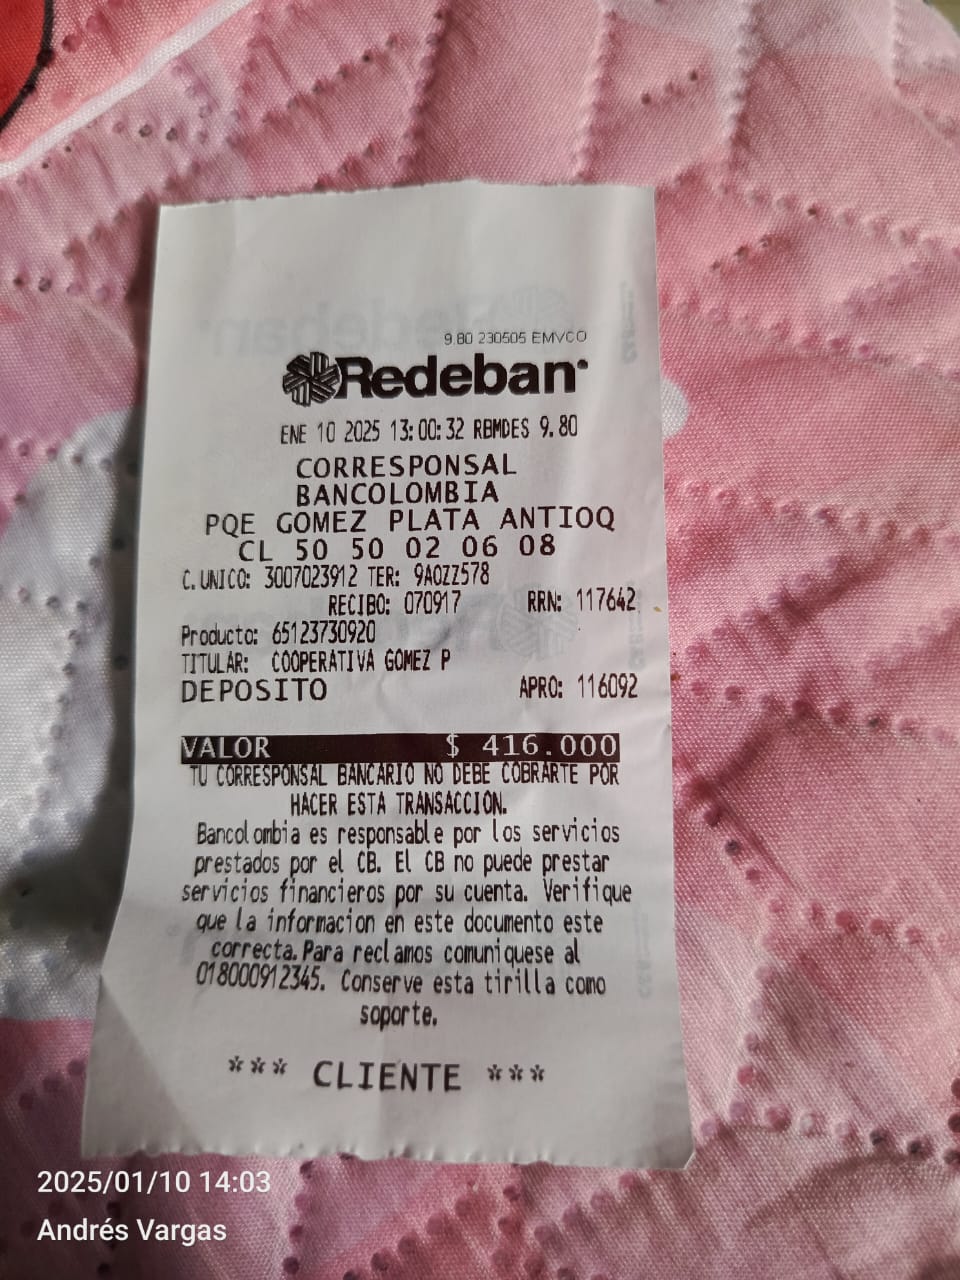 9.80 230505 EMVCO
Redeban
ENE 10 2025 13:00:32 RBMDES 9.80
CORRESPONSAL
BANCOLOMBIA
PQE GOMEZ PLATA ANTIOQ
CL 50 50 02 06 08
C. UNICO: 3007023912 TER: 9AOZZ578
RECIBO: 070917 RRN: 117642
Producto: 65123730920
TITULAR: COOPERATIVA GOMEZ P
DEPOSITO APRO: 116092
VALOR $ 416.000
TU CORRESPONSAL BANCARIO NO DEBE COBRARTE POR
HACER ESTA TRANSACCION.
Bancolombia es responsable por los servicios
prestados por el CB. El CB no puede prestar
servicios financieros por su cuenta. Verifique
que la informacion en este documento este
correcta. Para reclamos comuniquese al
018000912345. Conserve esta tirilla como
soporte.
*** CLIENTE ***
2025/01/10 14:03
Andrés Vargas